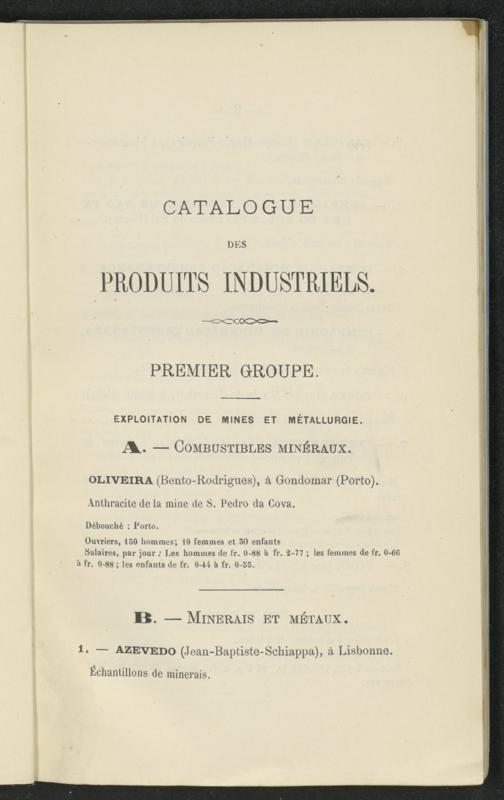 CATALOGUE
DES
PRODUITS INDUSTRIELS.
PREMIER GROUPE.
EXPLOITATION DE MINES ET MÉTALLURGIE.
A. — COMBUSTIBLES MINÉRAUX.
OLIVEIRA (Bento-Rodrigues), à Gondomar (Porto).
Anthracite de la mine de S. Pedro da Cova.
Débouché : Porto.
Ouvriers, 150 hommes; 10 femmes et 50 enfants
Salaires, par jour : Les hommes de fr. 0-88 à fr. 2-77 ; les femmes de fr. 0-66
à fr. 0-88 ; les enfants de fr. 0-44 à fr. 0-55.
B. — MINERAIS ET MÉTAUX.
1. — AZEVEDO (Jean-Baptiste-Schiappa), à Lisbonne.
Échantillons de minerais.